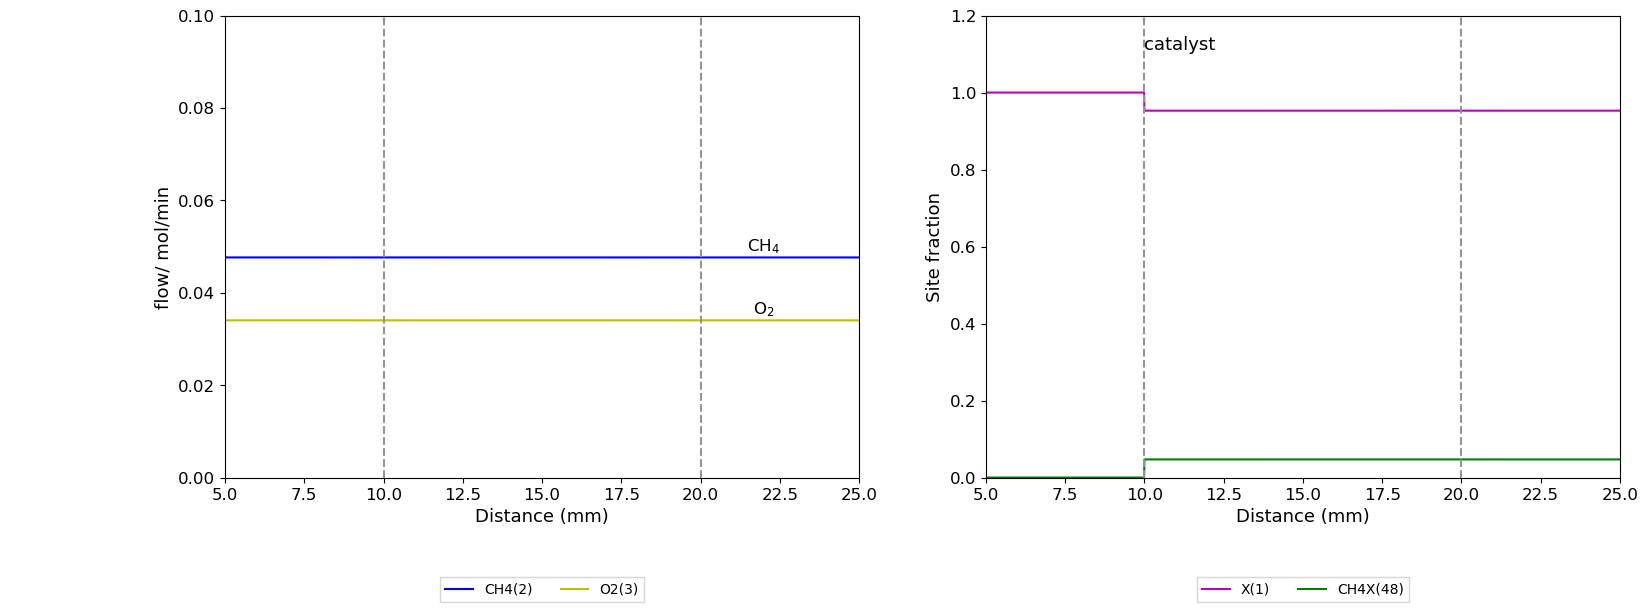 0.10
0.08
0.06
0.04
0.02
0.00
flow/ mol/min
CH₄
O₂
5.0 7.5 10.0 12.5 15.0 17.5 20.0 22.5 25.0
Distance (mm)
CH4(2) O2(3)
1.2
1.0
0.8
0.6
0.4
0.2
0.0
Site fraction
catalyst
5.0 7.5 10.0 12.5 15.0 17.5 20.0 22.5 25.0
Distance (mm)
X(1) CH4X(48)